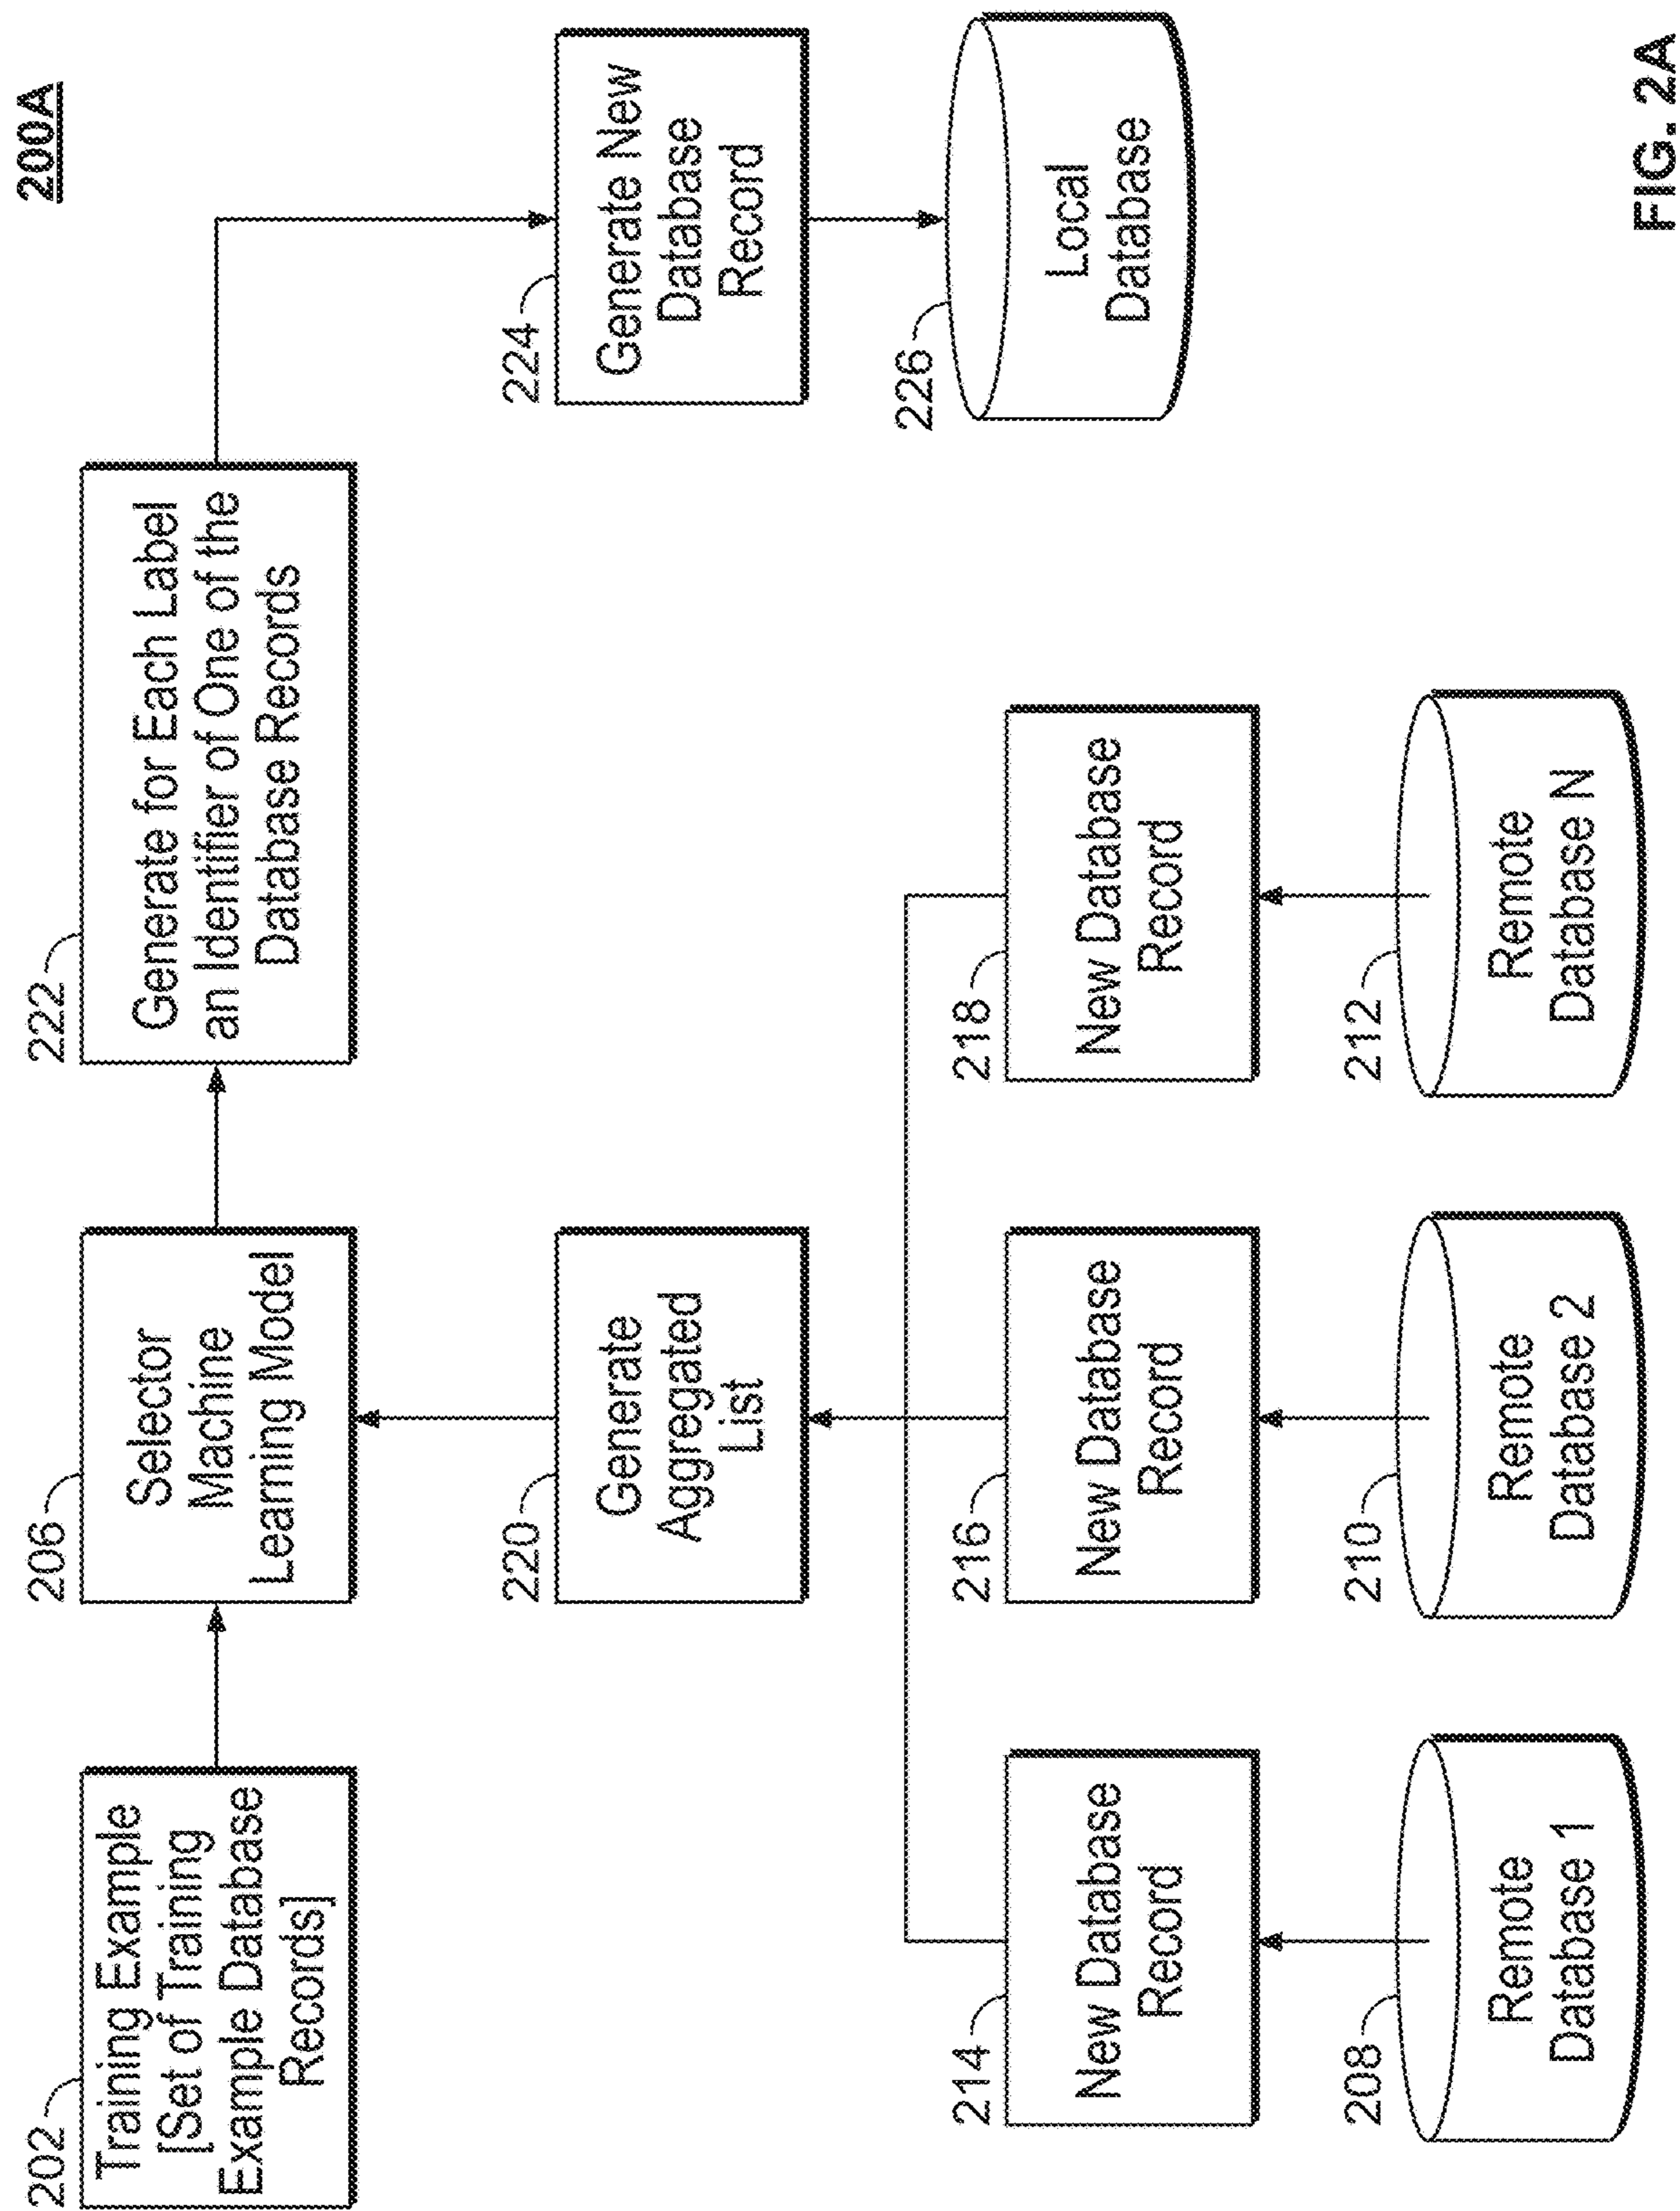 200A
202
Training Example
[Set of Training
Example Database
Records]
206
Selector
Machine
Learning Model
222
Generate for Each Label
an Identifier of One of the
Database Records
220
Generate
Aggregated
List
224
Generate New
Database
Record
226
Local
Database
214
New Database
Record
216
New Database
Record
218
New Database
Record
208
Remote
Database 1
210
Remote
Database 2
212
Remote
Database N
FIG. 2A